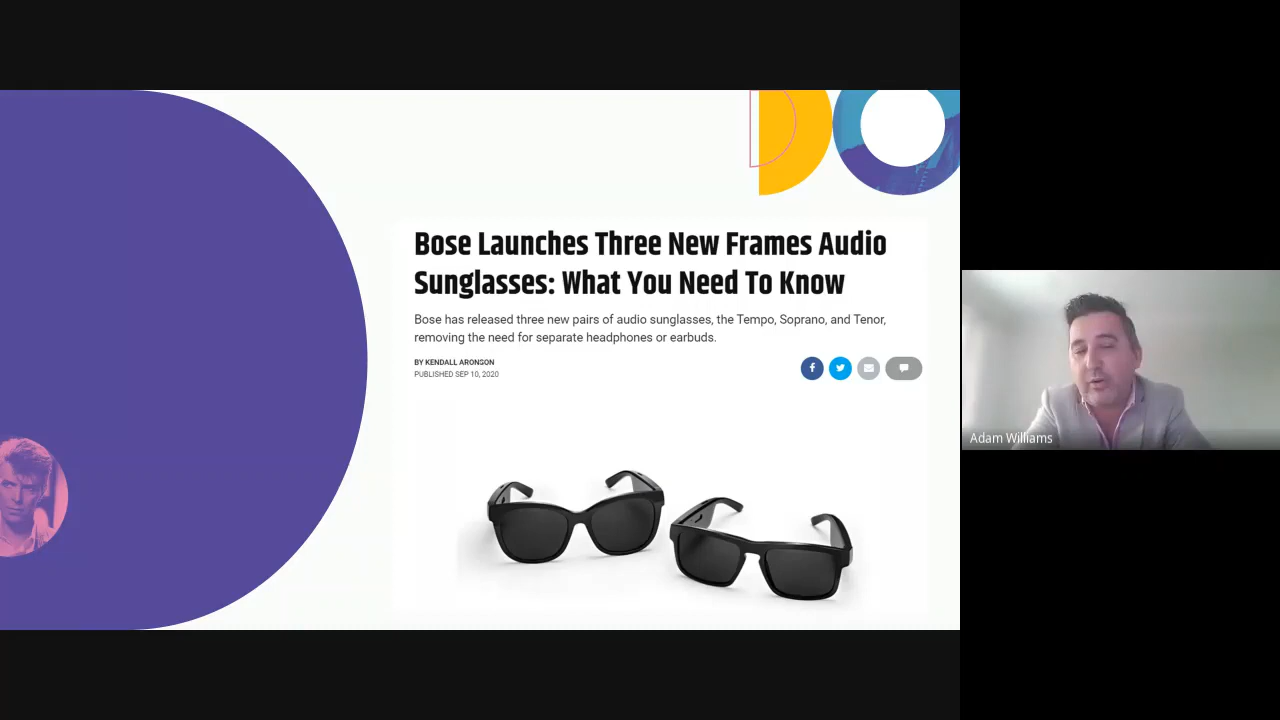 Bose Launches Three New Frames Audio
Sunglasses: What You Need To Know
Bose has released three new pairs of audio sunglasses, the Tempo, Soprano, and Tenor,
removing the need for separate headphones or earbuds.
BY KENDALL ARONSON
PUBLISHED SEP 10, 2020
Adam Williams